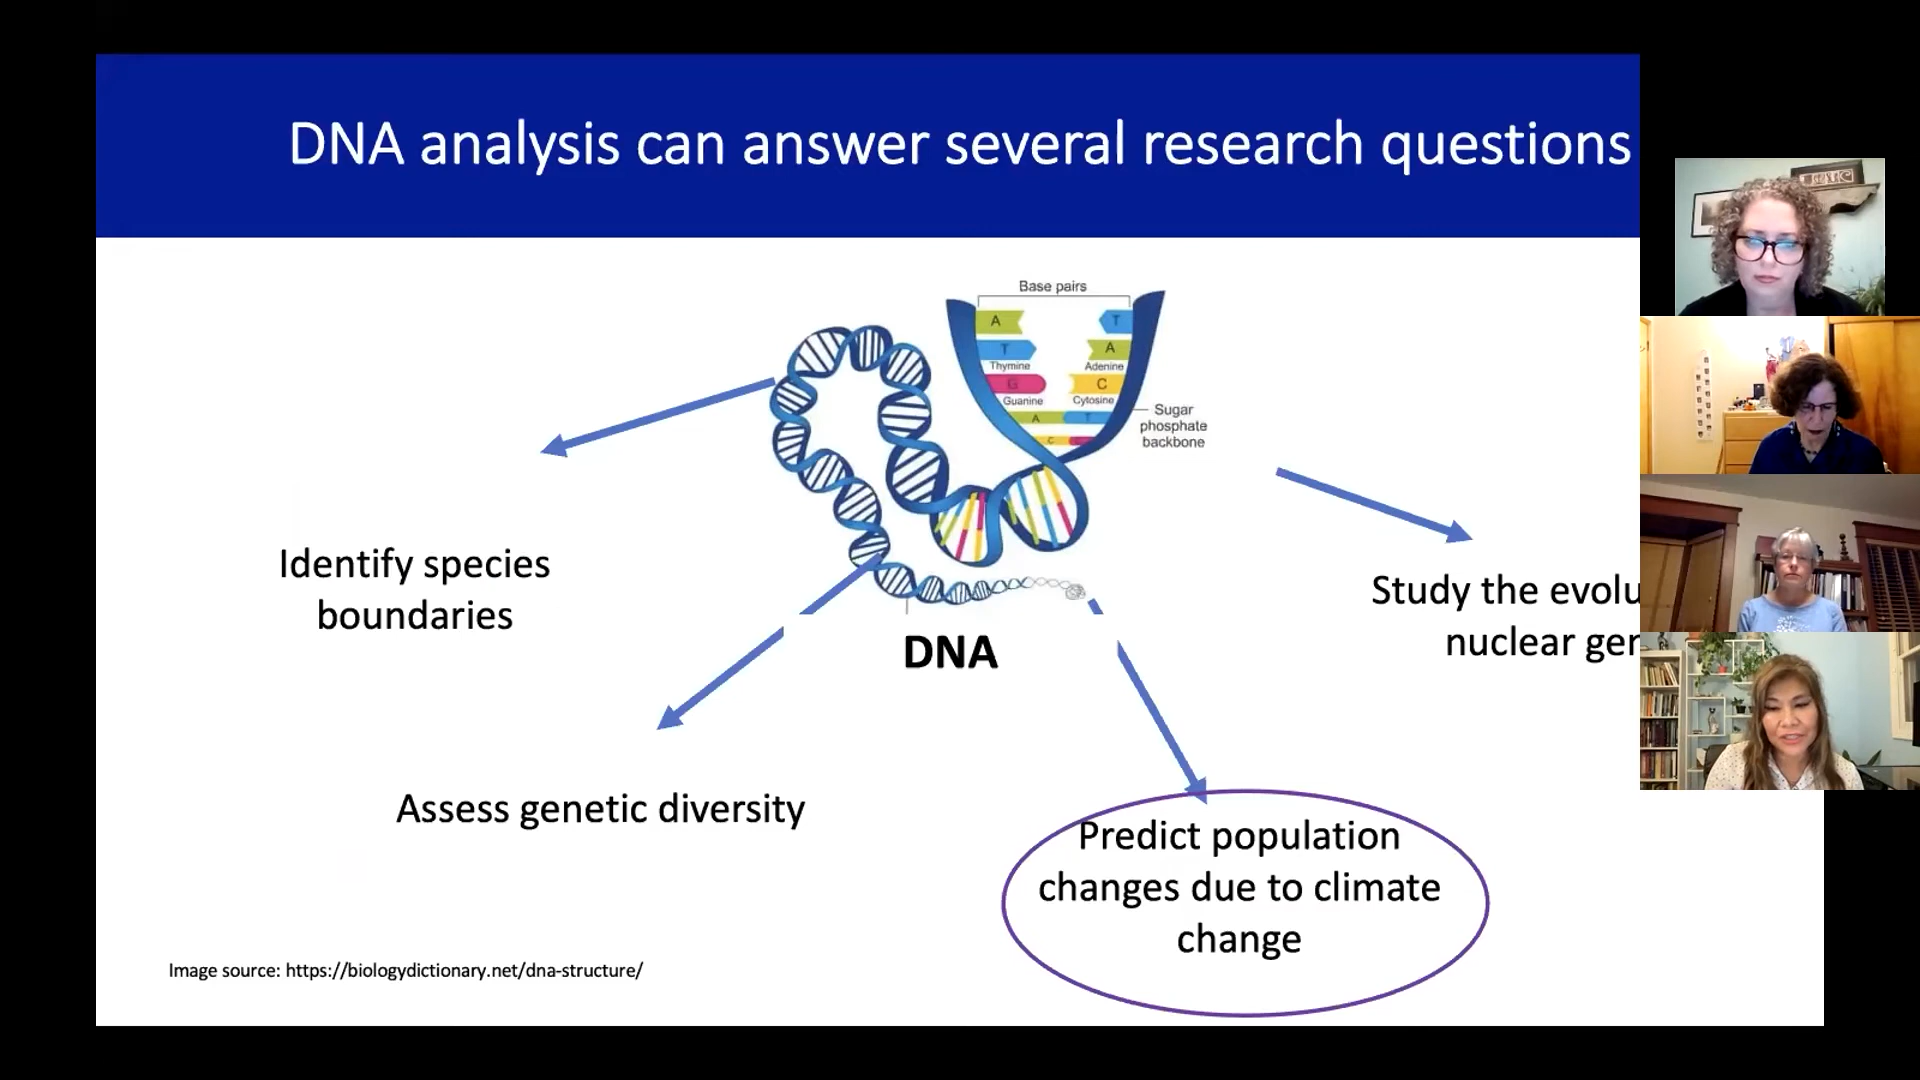 DNA analysis can answer several research questions
Base pairs
A
T
T
A
Thymine
Adenine
G
C
Guanine
Cytosine
A
T
C
Sugar
phosphate
backbone
Identify species
boundaries
Study the evolu
nuclear gen
DNA
Assess genetic diversity
Predict population
changes due to climate
change
Image source: https://biologydictionary.net/dna-structure/